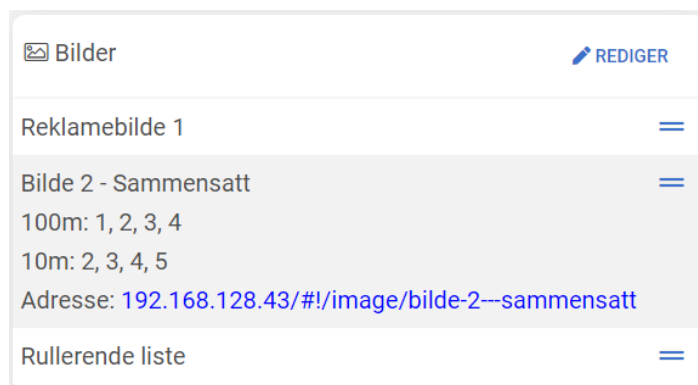 Bilder
REDIGER
Reklamebilde 1
Bilde 2 - Sammensatt
100m: 1, 2, 3, 4
10m: 2, 3, 4, 5
Adresse: 192.168.128.43/#!/image/bilde-2---sammensatt
Rullerende liste